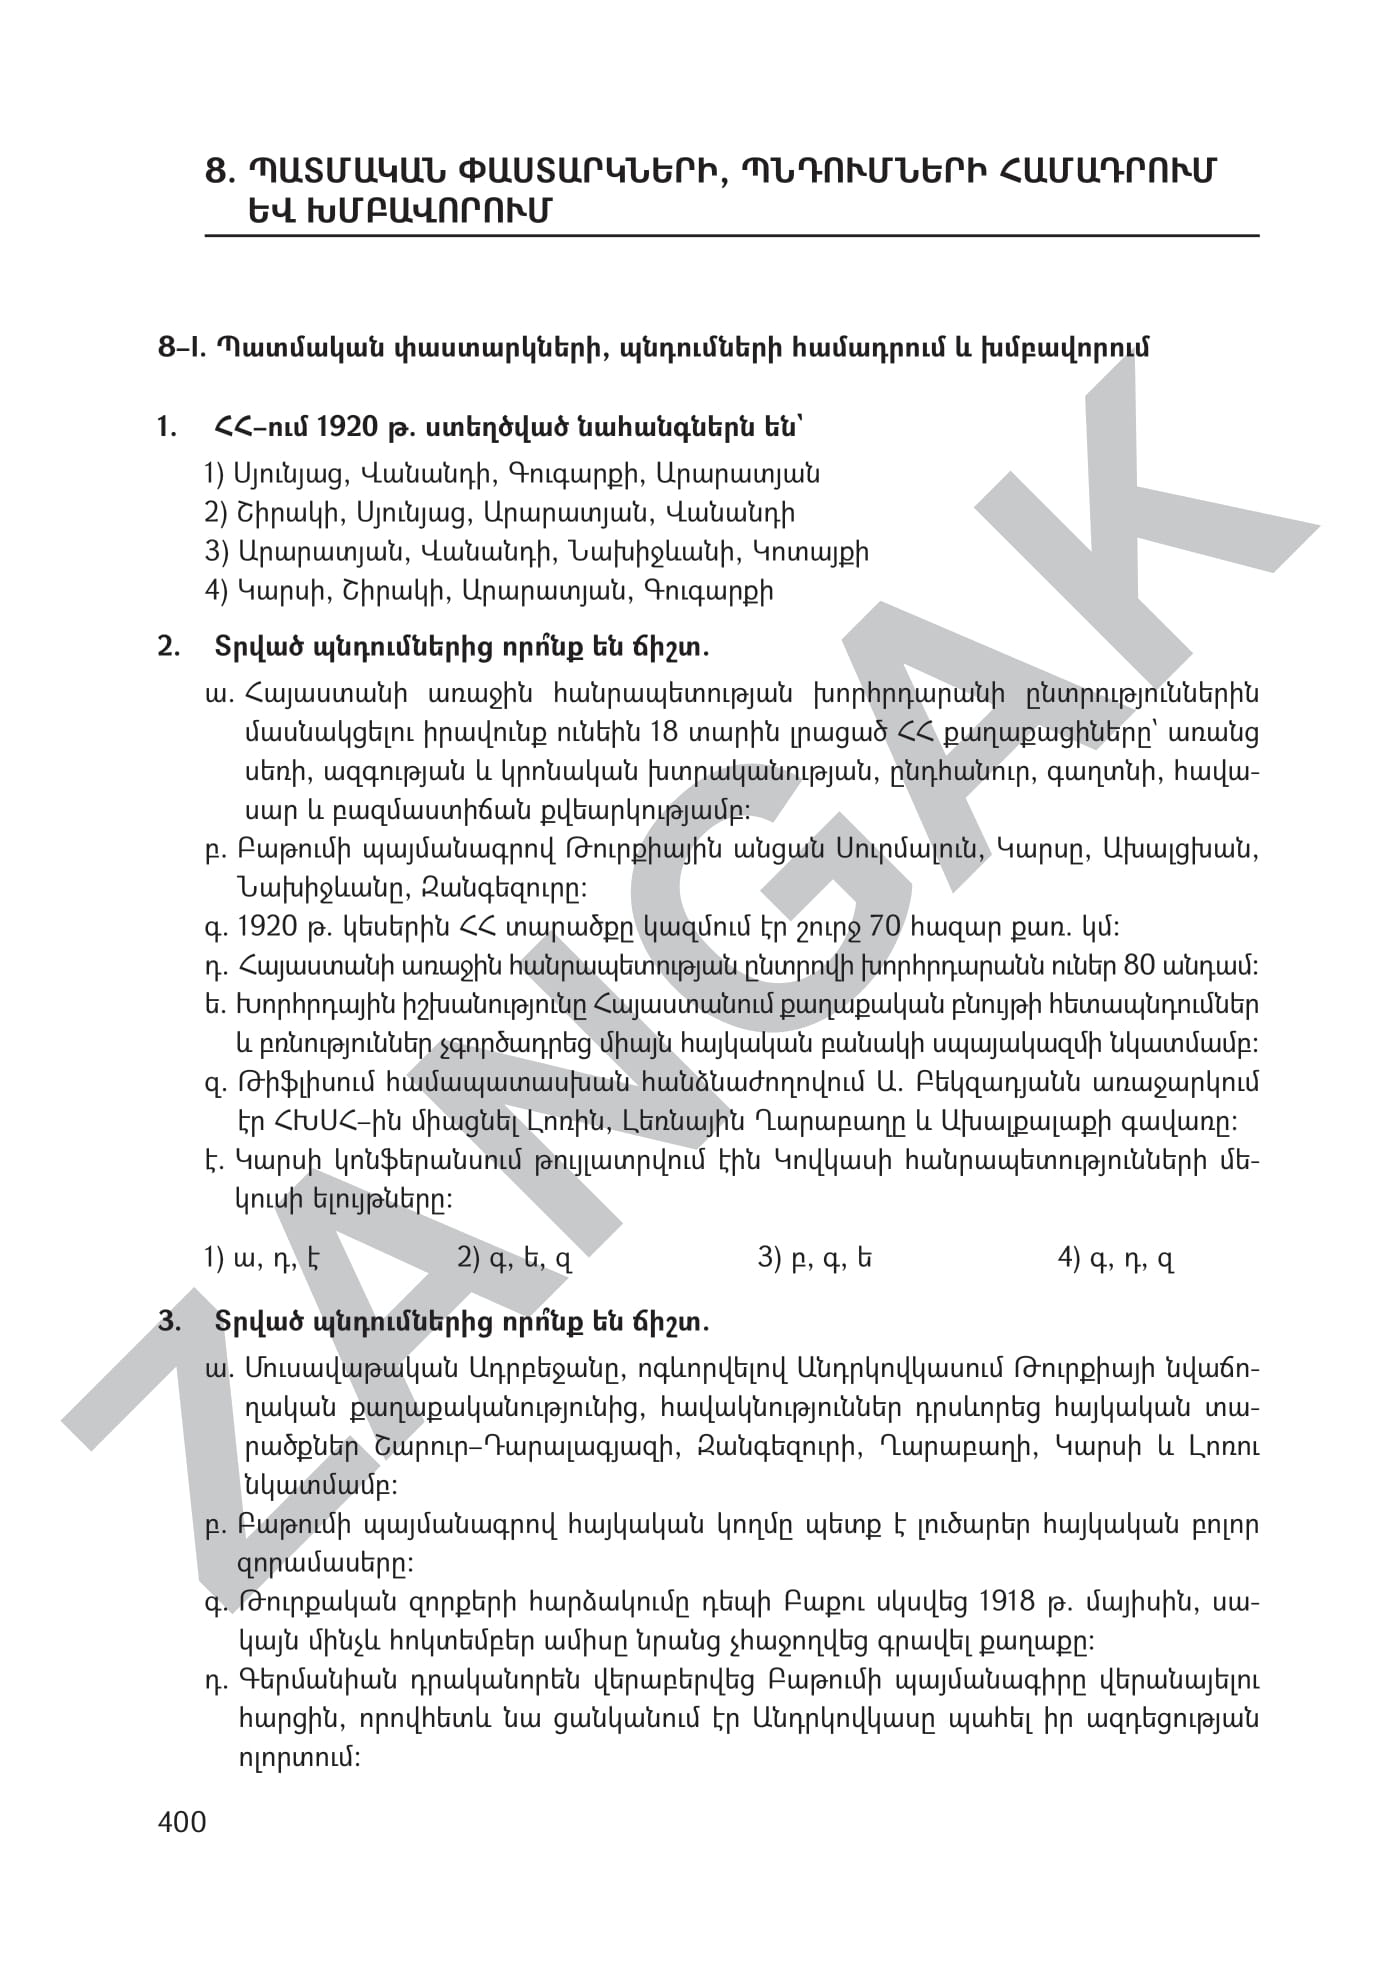 8. ՊԱՏՄԱԿԱՆ ՓԱՍՏԱՐԿՆԵՐԻ, ՊՆԴՈՒՄՆԵՐԻ ՀԱՄԱԴՐՈՒՄ
ԵՎ ԽՄԲԱՎՈՐՈՒՄ
8–I. Պատմական փաստարկների, պնդումների համադրում և խմբավորում
1. ՀՀ–ում 1920 թ. ստեղծված նահանգներն են՝
1) Սյունյաց, Վանանդի, Գուգարքի, Արարատյան
2) Շիրակի, Սյունյաց, Արարատյան, Վանանդի
3) Արարատյան, Վանանդի, Նախիջևանի, Կոտայքի
4) Կարսի, Շիրակի, Արարատյան, Գուգարքի
2. Տրված պնդումներից որո՞նք են ճիշտ.
ա. Հայաստանի առաջին հանրապետության խորհրդարանի ընտրություններին
մասնակցելու իրավունք ունեին 18 տարին լրացած ՀՀ քաղաքացիները՝ առանց
սեռի, ազգության և կրոնական խտրականության, ընդհանուր, գաղտնի, հավա-
սար և բազմաստիճան քվեարկությամբ:
բ. Բաթումի պայմանագրով Թուրքիային անցան Սուրմալուն, Կարսը, Ախալցխան,
Նախիջևանը, Զանգեզուրը:
գ. 1920 թ. կեսերին ՀՀ տարածքը կազմում էր շուրջ 70 հազար քառ. կմ:
դ. Հայաստանի առաջին հանրապետության ընտրովի խորհրդարանն ուներ 80 անդամ:
ե. Խորհրդային իշխանությունը Հայաստանում քաղաքական բնույթի հետապնդումներ
և բռնություններ չգործադրեց միայն հայկական բանակի սպայակազմի նկատմամբ:
զ. Թիֆլիսում համապատասխան հանձնաժողովում Ա. Բեկզադյանն առաջարկում
էր ՀԽՍՀ–ին միացնել Լոռին, Լեռնային Ղարաբաղը և Ախալքալաքի գավառը:
է. Կարսի կոնֆերանսում թույլատրվում էին Կովկասի հանրապետությունների մե-
կուսի ելույթները:
1) ա, դ, է 2) գ, ե, զ 3) բ, գ, ե 4) գ, դ, զ
3. Տրված պնդումներից որո՞նք են ճիշտ.
ա. Մուսավաթական Ադրբեջանը, ոգևորվելով Անդրկովկասում Թուրքիայի նվաճո-
ղական քաղաքականությունից, հավակնություններ դրսևորեց հայկական տա-
րածքներ Շարուր–Դարալագյազի, Զանգեզուրի, Ղարաբաղի, Կարսի և Լոռու
նկատմամբ:
բ. Բաթումի պայմանագրով հայկական կողմը պետք է լուծարեր հայկական բոլոր
զորամասերը:
գ. Թուրքական զորքերի հարձակումը դեպի Բաքու սկսվեց 1918 թ. մայիսին, սա-
կայն մինչև հոկտեմբեր ամիսը նրանց չհաջողվեց գրավել քաղաքը:
դ. Գերմանիան դրականորեն վերաբերվեց Բաթումի պայմանագիրը վերանայելու
հարցին, որովհետև նա ցանկանում էր Անդրկովկասը պահել իր ազդեցության
ոլորտում:
400
ZANGAK